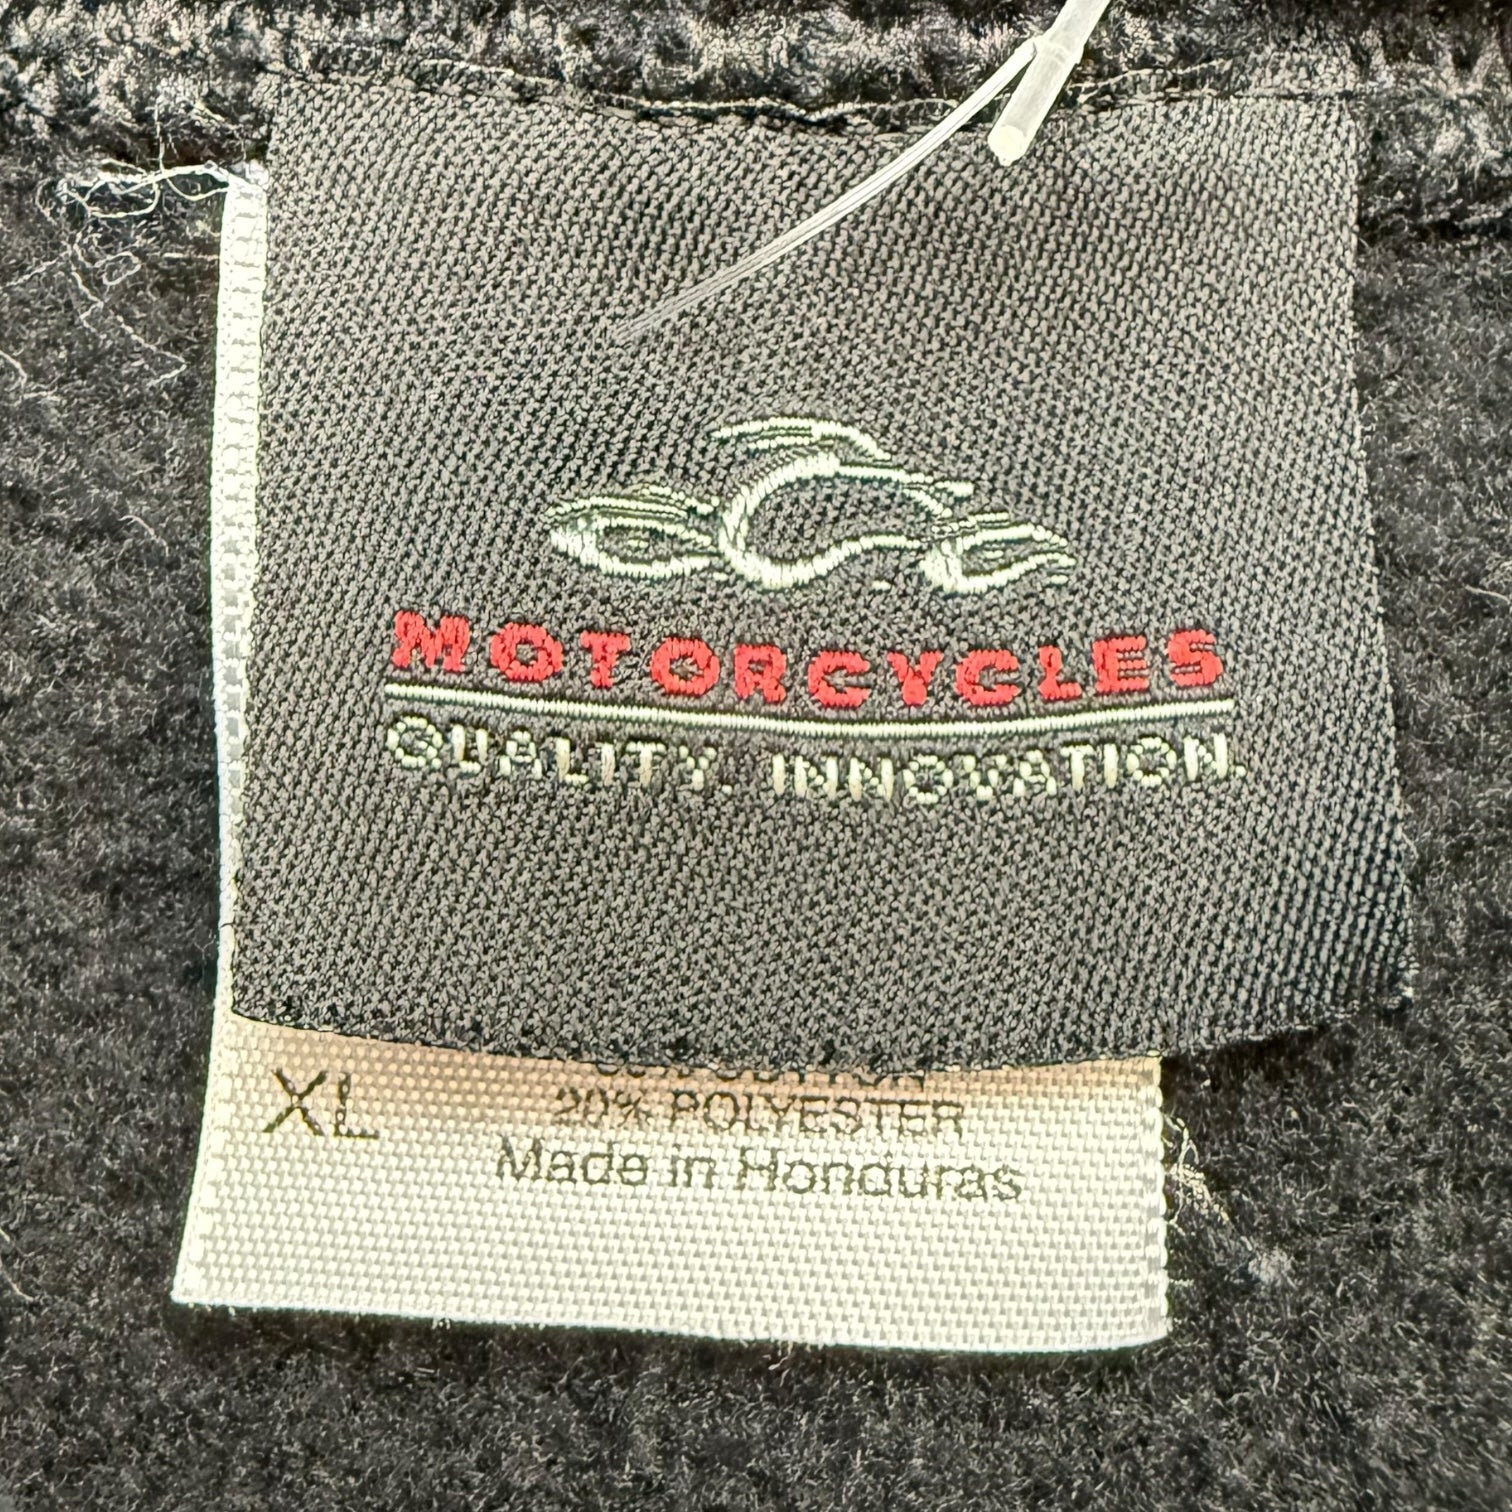 MOTORCYCLES
QUALITY. INNOVATION.
XL
20% POLYESTER
Made in Honduras